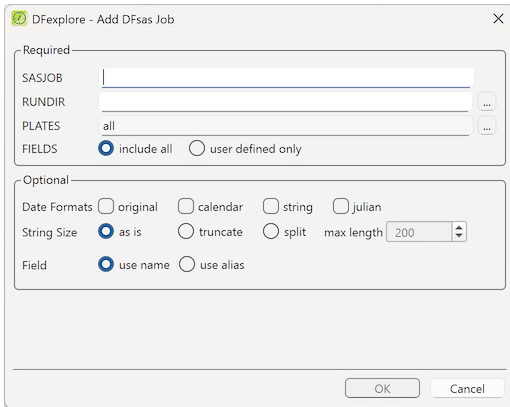 DFexplore - Add DFsas Job
Required
SASJOB
RUNDIR
...
PLATES all
...
FIELDS include all user defined only
Optional
Date Formats original calendar string julian
String Size as is truncate split max length 200
Field use name use alias
OK Cancel